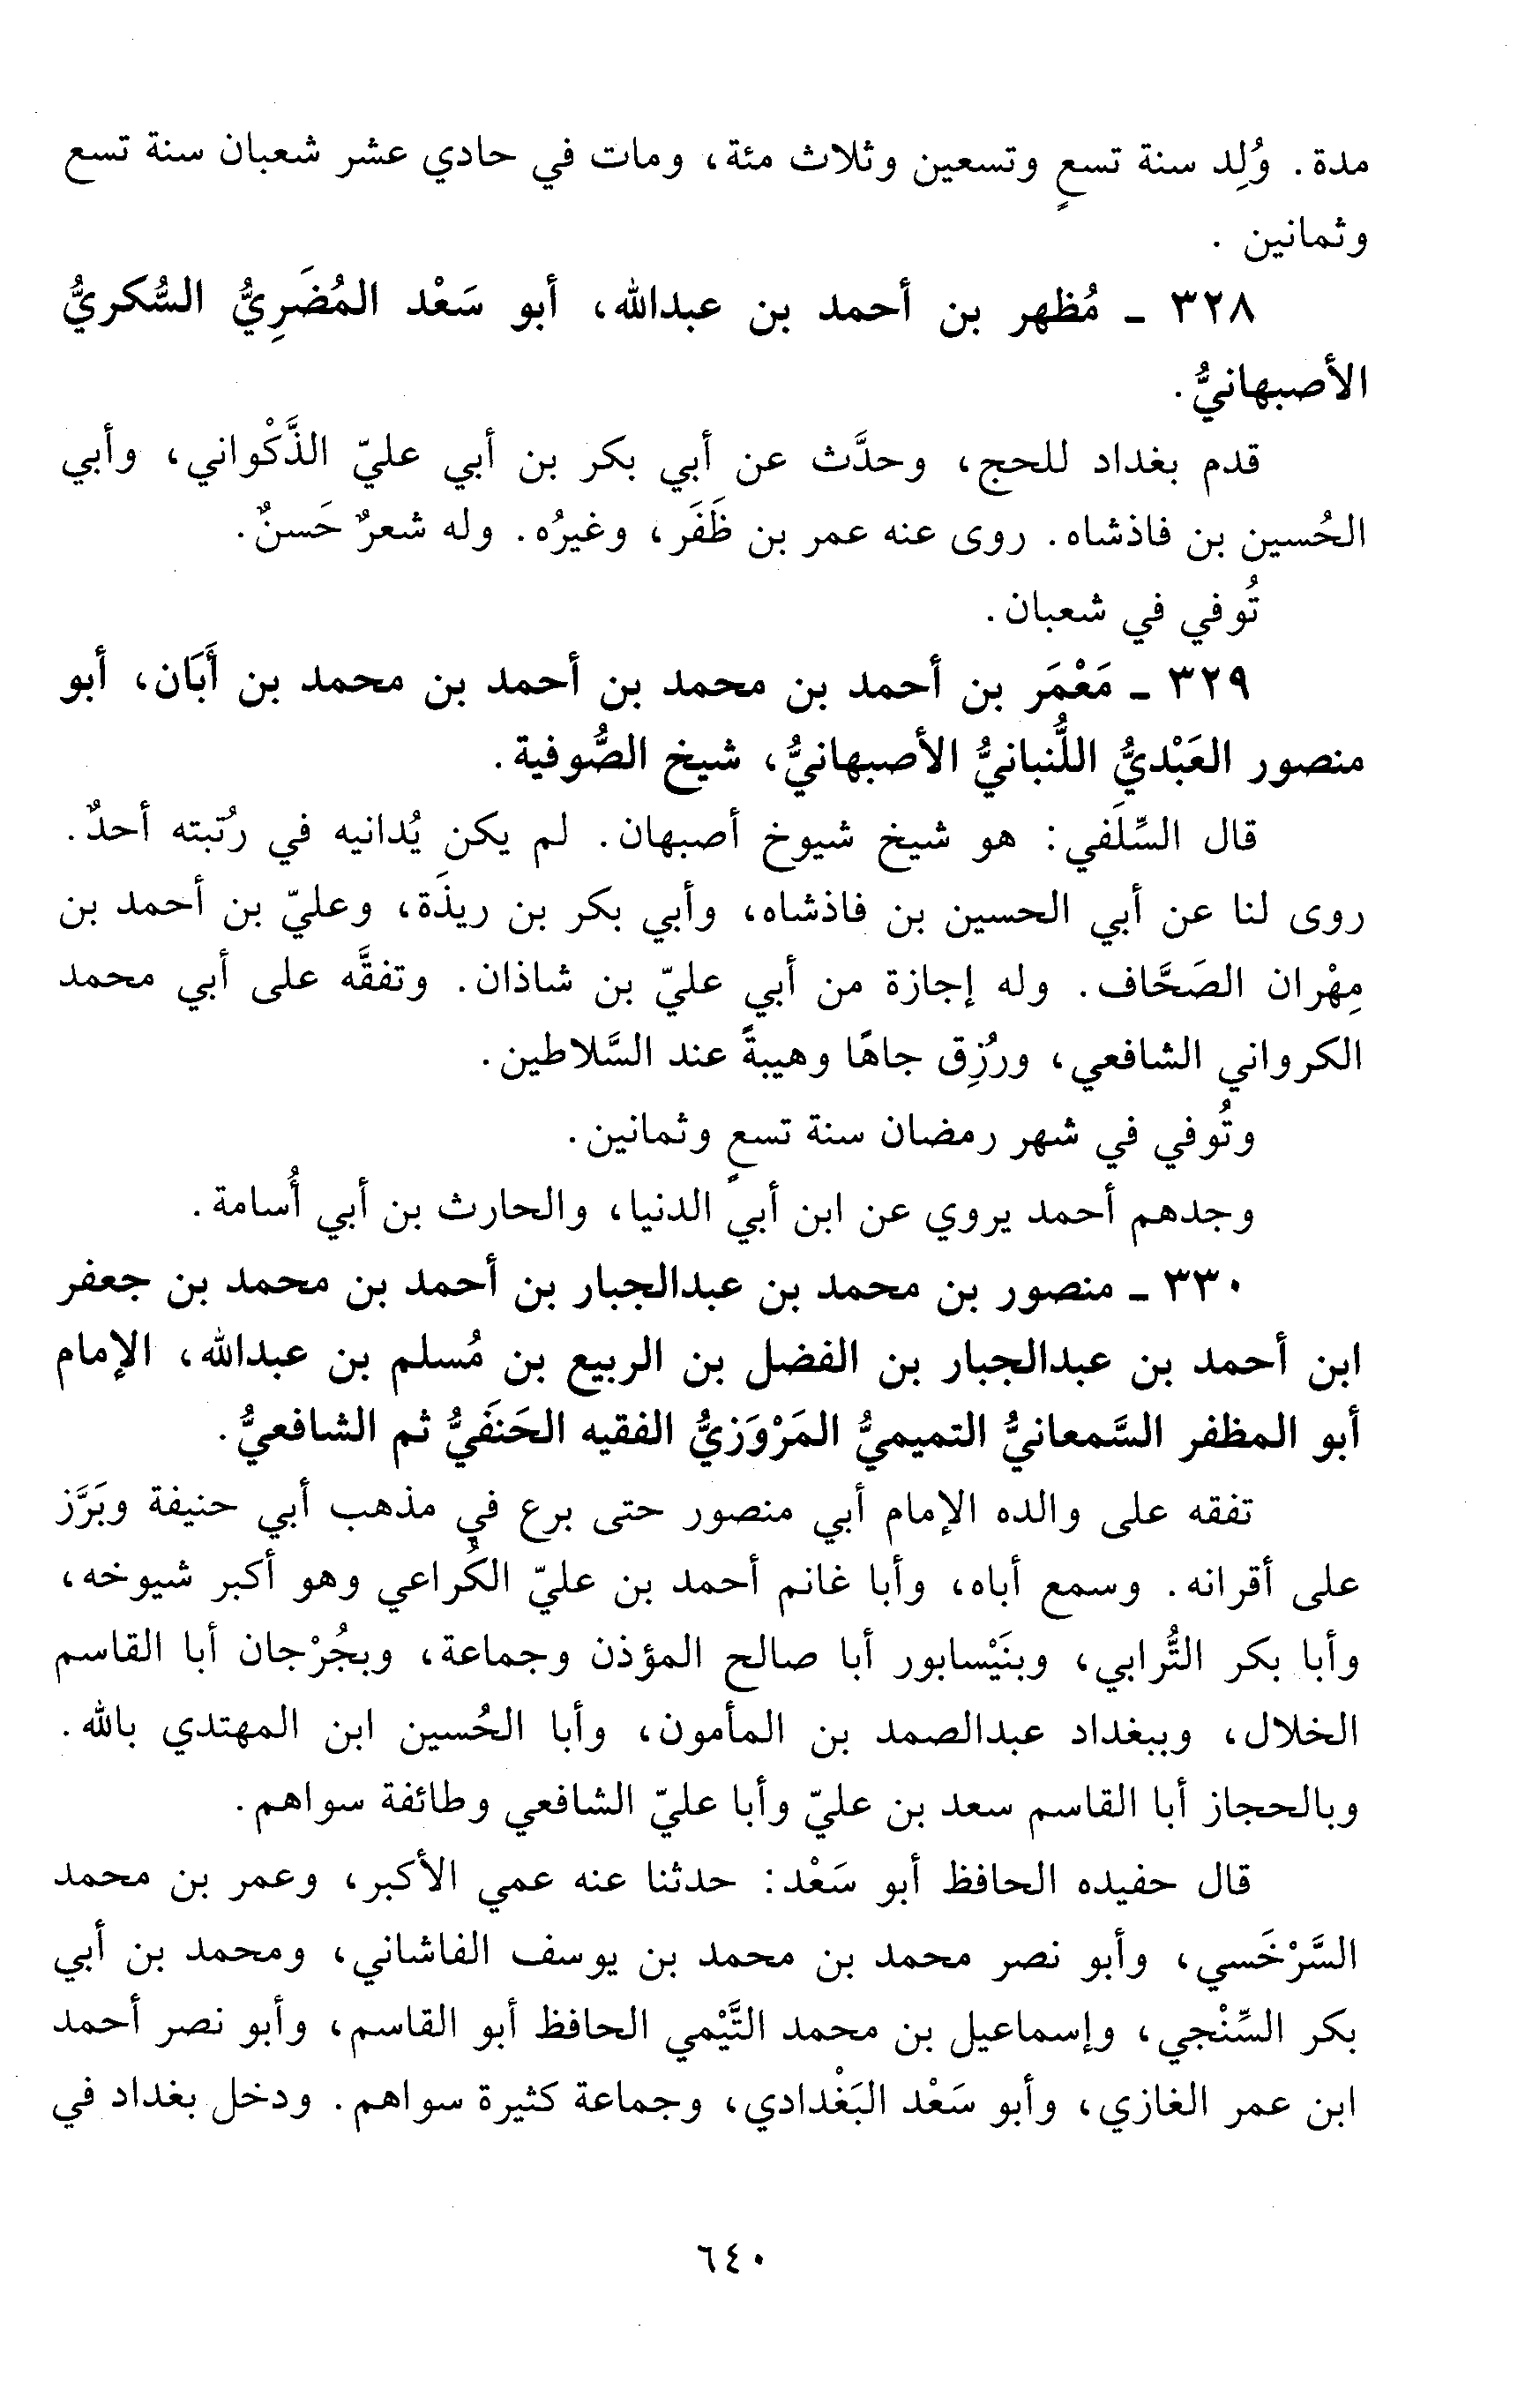 مدة. وُلِد سنة تسعٍ وتسعين وثلاث مئة، ومات في حادي عشر شعبان سنة تسع
وثمانين.
٣٢٨ ـ مُظهر بن أحمد بن عبدالله، أبو سَعْد المُضَرِيُّ السُّكريُّ
الأصبهانيُّ.
قدم بغداد للحج، وحدَّث عن أبي بكر بن أبي عليّ الذَّكْواني، وأبي
الحُسين بن فاذشاه. روى عنه عمر بن ظَفَر، وغيرُه. وله شعرٌ حَسنٌ.
تُوفي في شعبان.
٣٢٩ ـ مَعْمَر بن أحمد بن محمد بن أحمد بن محمد بن أَبَان، أبو
منصور العَبْديُّ اللُّنبانيُّ الأصبهانيُّ، شيخ الصُّوفية.
قال السِّلَفي: هو شيخ شيوخ أصبهان. لم يكن يُدانيه في رُتبته أحدٌ.
روى لنا عن أبي الحسين بن فاذشاه، وأبي بكر بن ريذَة، وعليّ بن أحمد بن
مِهْران الصَحَّاف. وله إجازة من أبي عليّ بن شاذان. وتفقَّه على أبي محمد
الكرواني الشافعي، ورُزِق جاهًا وهيبةً عند السَّلاطين.
وتُوفي في شهر رمضان سنة تسعٍ وثمانين.
وجدهم أحمد يروي عن ابن أبي الدنيا، والحارث بن أبي أُسامة.
٣٣٠ ـ منصور بن محمد بن عبدالجبار بن أحمد بن محمد بن جعفر
ابن أحمد بن عبدالجبار بن الفضل بن الربيع بن مُسلم بن عبدالله، الإمام
أبو المظفر السَّمعانيُّ التميميُّ المَرْوَزيُّ الفقيه الحَنَفيُّ ثم الشافعيُّ.
تفقه على والده الإمام أبي منصور حتى برع في مذهب أبي حنيفة وبَرَّز
على أقرانه. وسمع أباه، وأبا غانم أحمد بن عليّ الكُراعي وهو أكبر شيوخه،
وأبا بكر التُّرابي، وبنَيْسابور أبا صالح المؤذن وجماعة، وبجُرْجان أبا القاسم
الخلال، وببغداد عبدالصمد بن المأمون، وأبا الحُسين ابن المهتدي بالله.
وبالحجاز أبا القاسم سعد بن عليّ وأبا عليّ الشافعي وطائفة سواهم.
قال حفيده الحافظ أبو سَعْد: حدثنا عنه عمي الأكبر، وعمر بن محمد
السَّرْخَسي، وأبو نصر محمد بن محمد بن يوسف الفاشاني، ومحمد بن أبي
بكر السِّنْجي، وإسماعيل بن محمد التَّيْمي الحافظ أبو القاسم، وأبو نصر أحمد
ابن عمر الغازي، وأبو سَعْد البَغْدادي، وجماعة كثيرة سواهم. ودخل بغداد في
٦٤٠